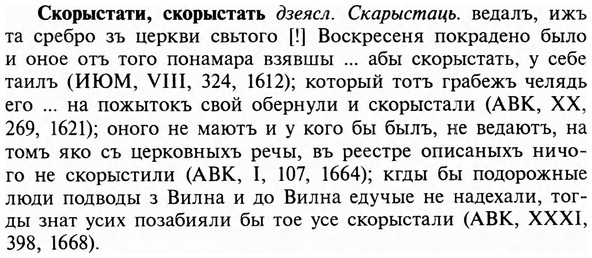 Скорыстати, скорыстать дзеясл. Скарыстаць. ведалъ, ижъ
та сребро зъ церкви свьтого [!] Воскресеня покрадено было
и оное отъ того понамара взявшы ... абы скорыстать, у себе
таилъ (ИЮМ, VIII, 324, 1612); который тотъ грабежъ челядь
его ... на пожытокъ свой обернули и скорыстали (АВК, XX,
269, 1621); оного не маютъ и у кого бы былъ, не ведаютъ, на
томъ яко съ церковныхъ речы, въ реестре описаныхъ ничо-
го не скорыстили (АВК, I, 107, 1664); кгды бы подорожные
люди подводы з Вилна и до Вилна едучые не надехали, тог-
ды знат усих позабияли бы тое усе скорыстали (АВК, XXXI,
398, 1668).